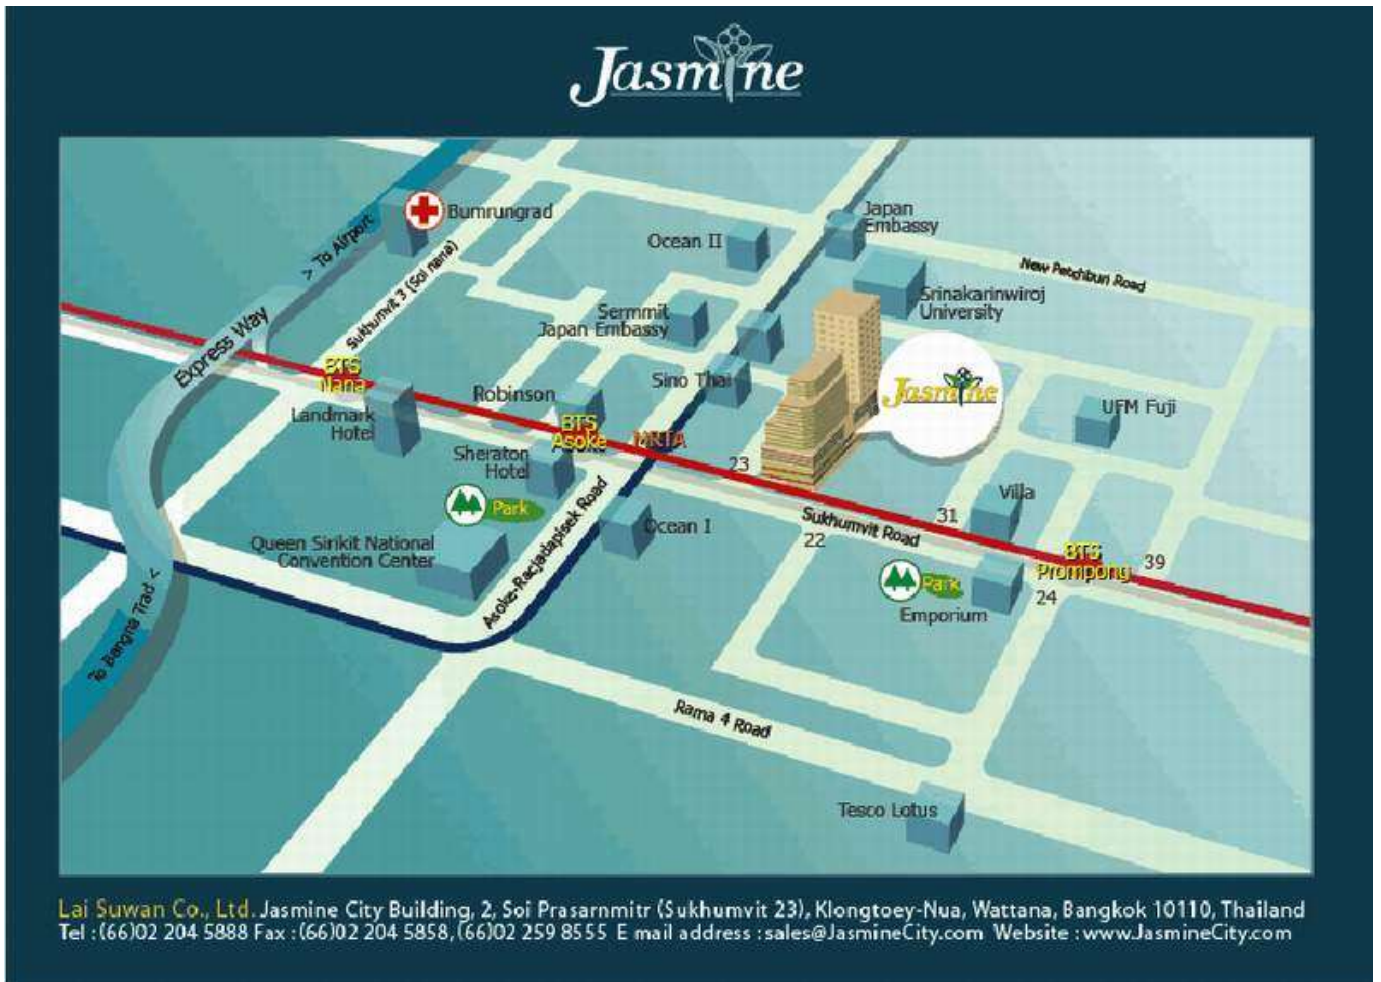 Jasmine
Bumrungrad
> To Airport
Sukhumvit 3 (Soi nana)
Express Way
Ocean II
Japan
Embassy
New Petchburi Road
Srinakarinwiroj
University
Sermmit
Japan Embassy
BTS
Nana
Robinson
Sino Thai
Jasmine
UFM Fuji
Landmark
Hotel
BTS
Asoke
MRTA
Sheraton
Hotel
23
Park
Villa
31
Sukhumvit Road
22
Ocean I
Asoke-Racjadapisek Road
Queen Sirikit National
Convention Center
BTS
Prompong
39
Park
24
Emporium
To Bangna Trad <
Rama 4 Road
Tesco Lotus
Lai Suwan Co., Ltd. Jasmine City Building, 2, Soi Prasarnmitr (Sukhumvit 23), Klongtoey-Nua, Wattana, Bangkok 10110, Thailand
Tel :(66)02 204 5888 Fax :(66)02 204 5858,(66)02 259 8555 E mail address :sales@JasmineCity.com Website :www.JasmineCity.com